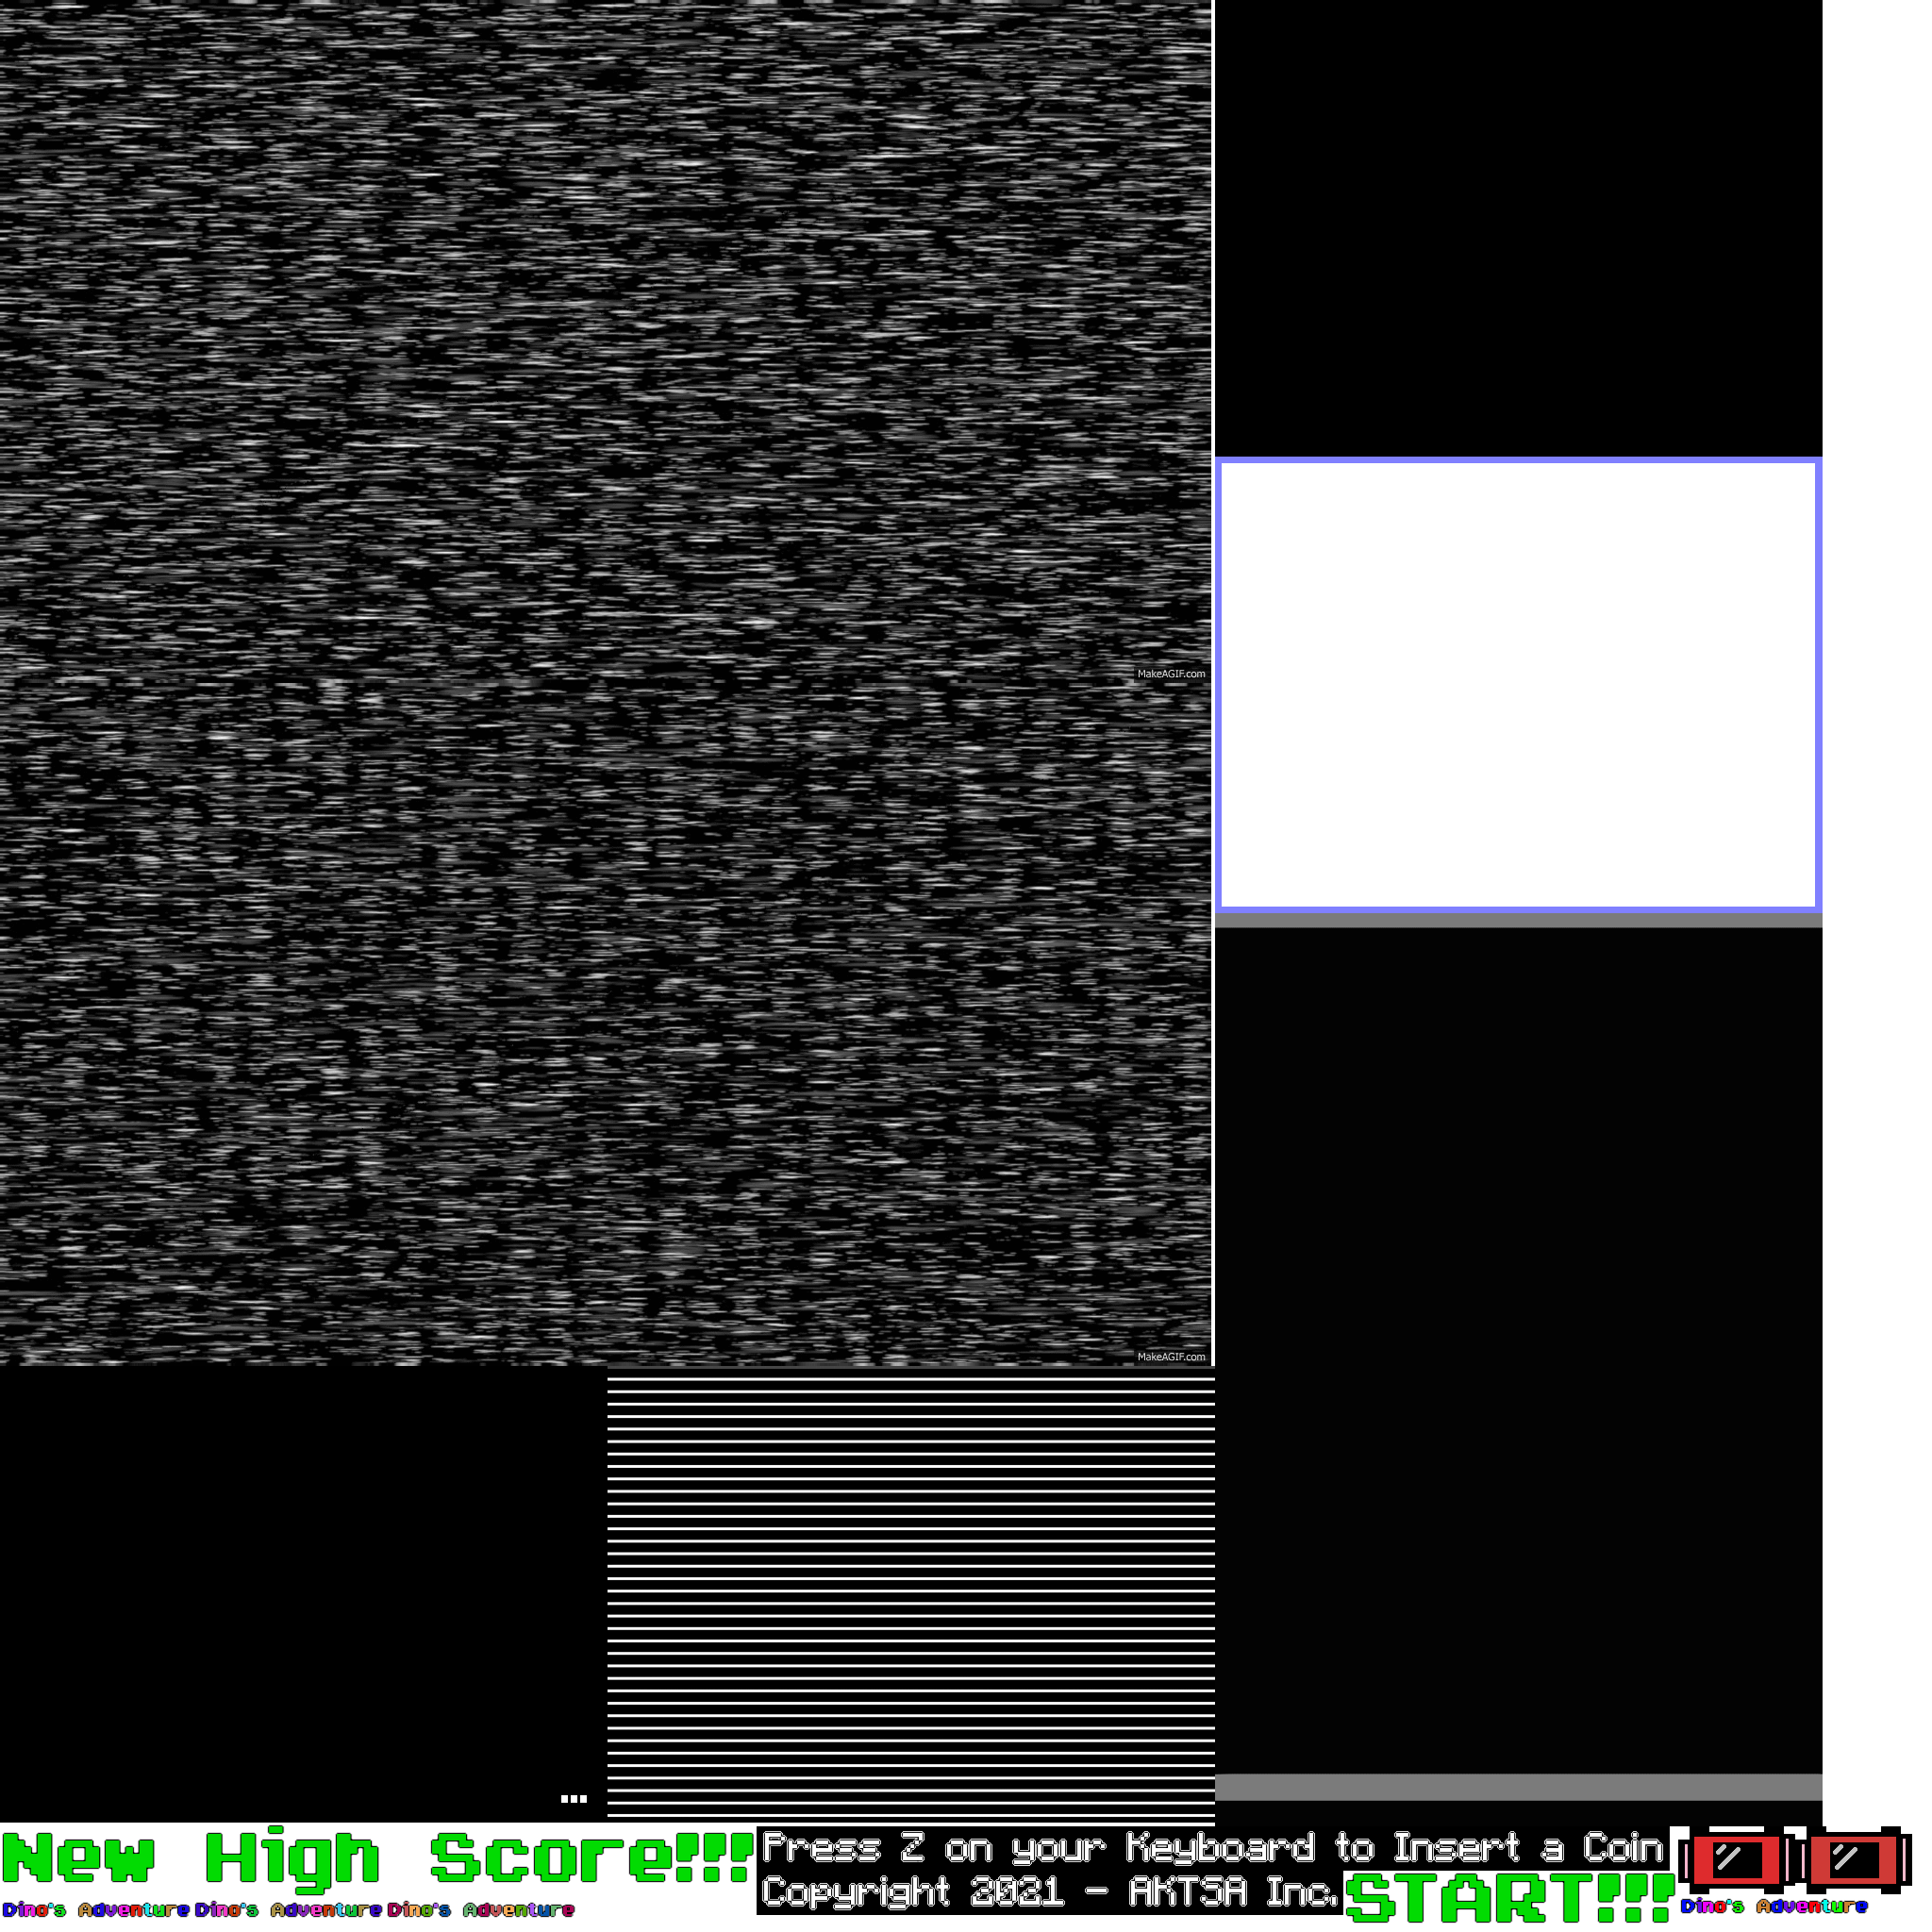 MakeAGIF.com
MakeAGIF.com
...
New High Score!!!
Press Z on your Keyboard to Insert a Coin
Copyright 2021 - AKTSA Inc.
START!!!
Dino's Adventure
Dino's Adventure
Dino's Adventure
Dino's Adventure